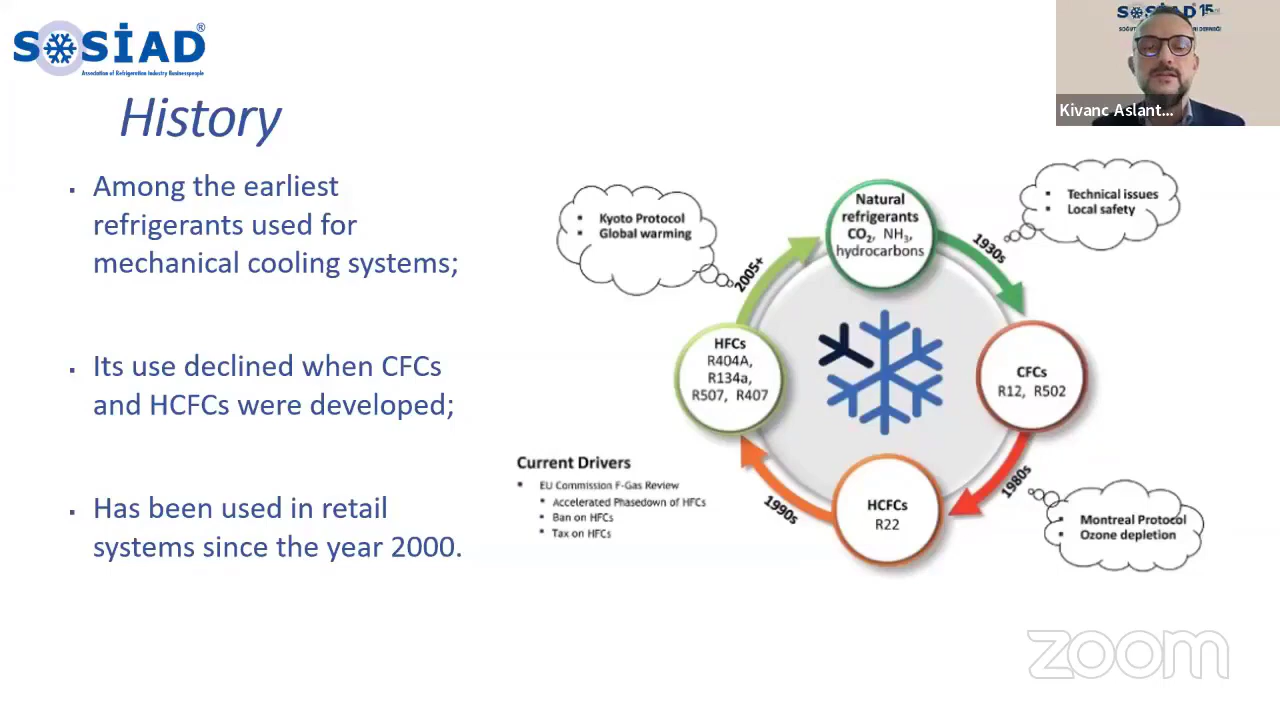 SOSİAD®
Association of Refrigeration Industry Businesspeople
SOSİAD 15
Kivanc Aslant...
History
▪ Among the earliest
refrigerants used for
mechanical cooling systems;
▪ Its use declined when CFCs
and HCFCs were developed;
▪ Has been used in retail
systems since the year 2000.
▪ Kyoto Protocol
▪ Global warming
Natural
refrigerants
CO₂, NH₃,
hydrocarbons
▪ Technical issues
▪ Local safety
2005+
1930s
HFCs
R404A,
R134a,
R507, R407
CFCs
R12, R502
1990s
1980s
HCFCs
R22
▪ Montreal Protocol
▪ Ozone depletion
Current Drivers
▪ EU Commission F-Gas Review
▪ Accelerated Phasedown of HFCs
▪ Ban on HFCs
▪ Tax on HFCs
zoom